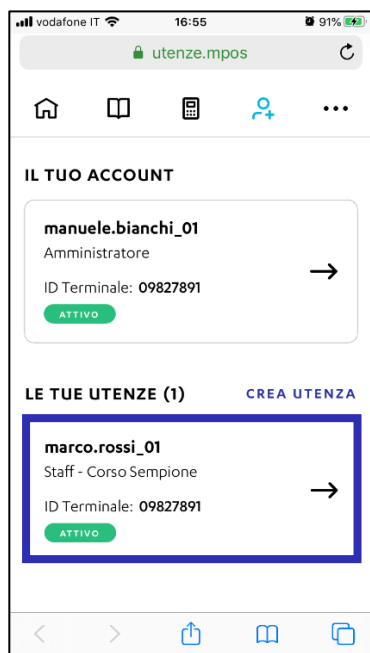 vodafone IT 16:55 91%
utenze.mpos
IL TUO ACCOUNT
manuele.bianchi_01
Amministratore
ID Terminale: 09827891
ATTIVO
LE TUE UTENZE (1) CREA UTENZA
marco.rossi_01
Staff - Corso Sempione
ID Terminale: 09827891
ATTIVO